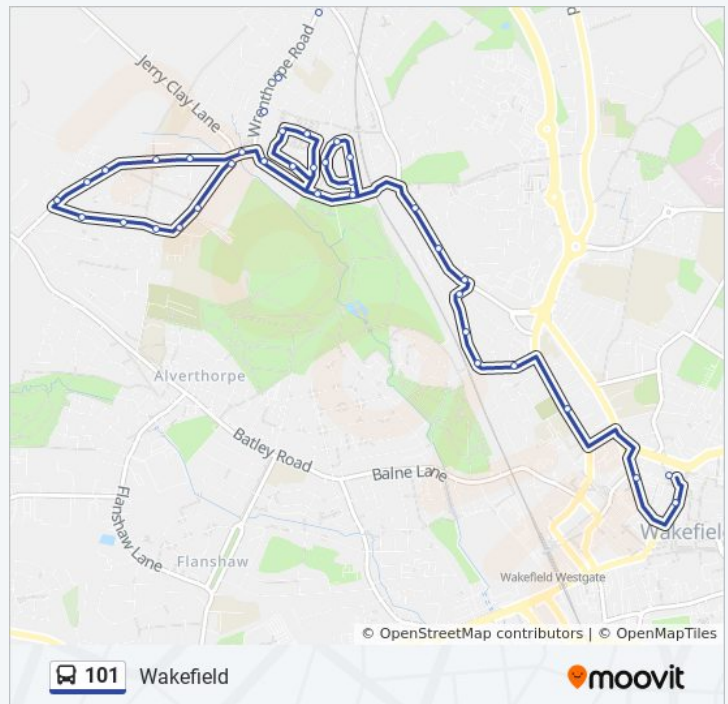 d
Jerry Clay Lane
Wrenthorpe Road
Alverthorpe
Batley Road
Balne Lane
Flanshaw Lane
Flanshaw
Wakefield
Wakefield Westgate
© OpenStreetMap contributors | © OpenMapTiles
101 Wakefield
moovit